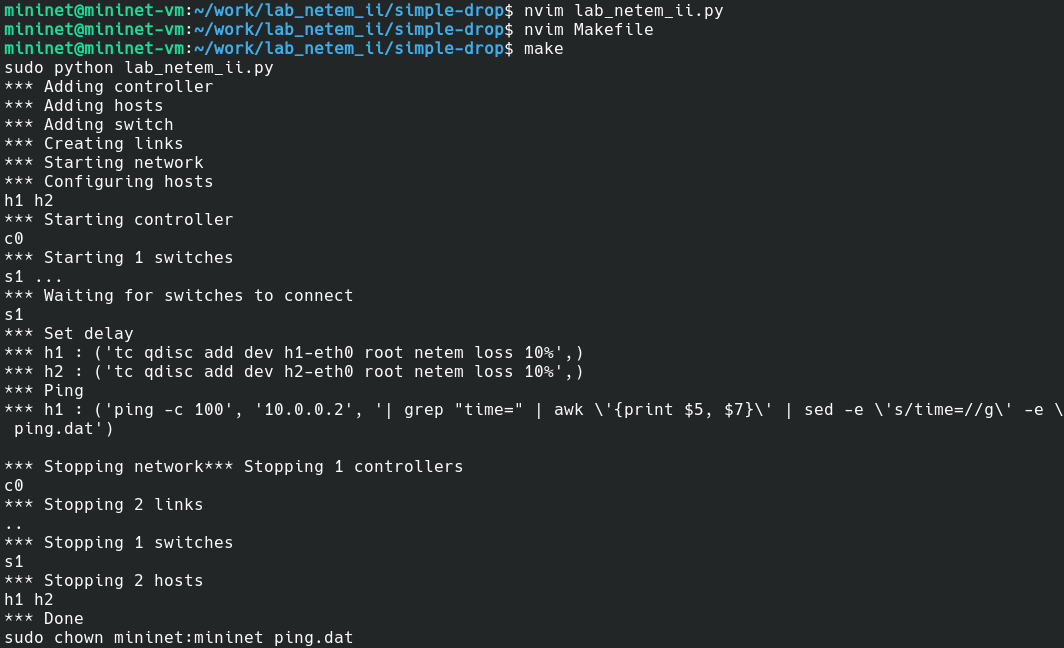 mininet@mininet-vm:~/work/lab_netem_ii/simple-drop$ nvim lab_netem_ii.py
mininet@mininet-vm:~/work/lab_netem_ii/simple-drop$ nvim Makefile
mininet@mininet-vm:~/work/lab_netem_ii/simple-drop$ make
sudo python lab_netem_ii.py
*** Adding controller
*** Adding hosts
*** Adding switch
*** Creating links
*** Starting network
*** Configuring hosts
h1 h2
*** Starting controller
c0
*** Starting 1 switches
s1 ...
*** Waiting for switches to connect
s1
*** Set delay
*** h1 : ('tc qdisc add dev h1-eth0 root netem loss 10%',)
*** h2 : ('tc qdisc add dev h2-eth0 root netem loss 10%',)
*** Ping
*** h1 : ('ping -c 100', '10.0.0.2', '| grep "time=" | awk \'{print $5, $7}\' | sed -e \'s/time=//g\' -e \
ping.dat')
*** Stopping network*** Stopping 1 controllers
c0
*** Stopping 2 links
..
*** Stopping 1 switches
s1
*** Stopping 2 hosts
h1 h2
*** Done
sudo chown mininet:mininet ping.dat